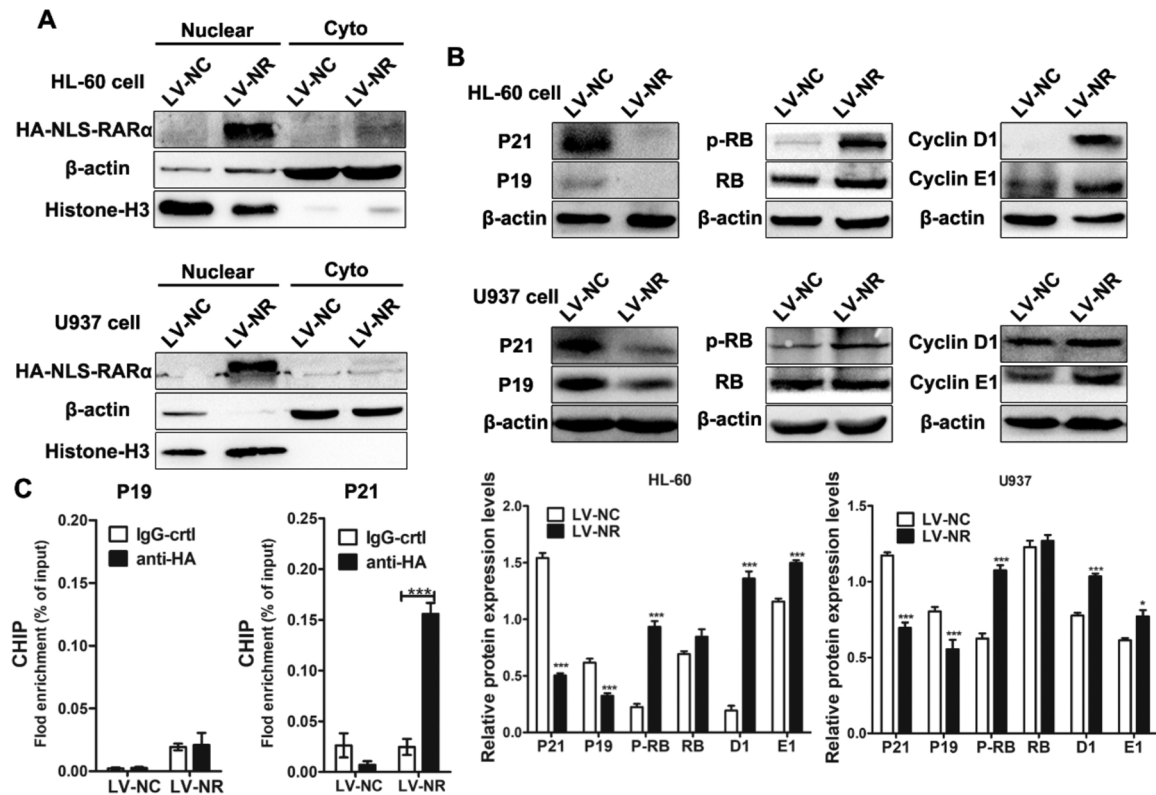 A
Nuclear Cyto
LV-NC LV-NR LV-NC LV-NR
HL-60 cell
HA-NLS-RARα
β-actin
Histone-H3
Nuclear Cyto
LV-NC LV-NR LV-NC LV-NR
U937 cell
HA-NLS-RARα
β-actin
Histone-H3
B
LV-NC LV-NR LV-NC LV-NR LV-NC LV-NR
HL-60 cell
P21 p-RB Cyclin D1
P19 RB Cyclin E1
β-actin β-actin β-actin
LV-NC LV-NR LV-NC LV-NR LV-NC LV-NR
U937 cell
P21 p-RB Cyclin D1
P19 RB Cyclin E1
β-actin β-actin β-actin
HL-60
Relative protein expression levels
2.0
1.5
1.0
0.5
0.0
LV-NC
LV-NR
*** *** *** *** ***
P21 P19 P-RB RB D1 E1
U937
Relative protein expression levels
1.5
1.0
0.5
0.0
LV-NC
LV-NR
*** *** *** *** *
P21 P19 P-RB RB D1 E1
C
P19
CHIP
Flod enrichment (% of input)
0.20
0.15
0.10
0.05
0.00
IgG-crtl
anti-HA
LV-NC LV-NR
P21
CHIP
Flod enrichment (% of input)
0.25
0.20
0.15
0.10
0.05
0.00
IgG-crtl
anti-HA
***
LV-NC LV-NR